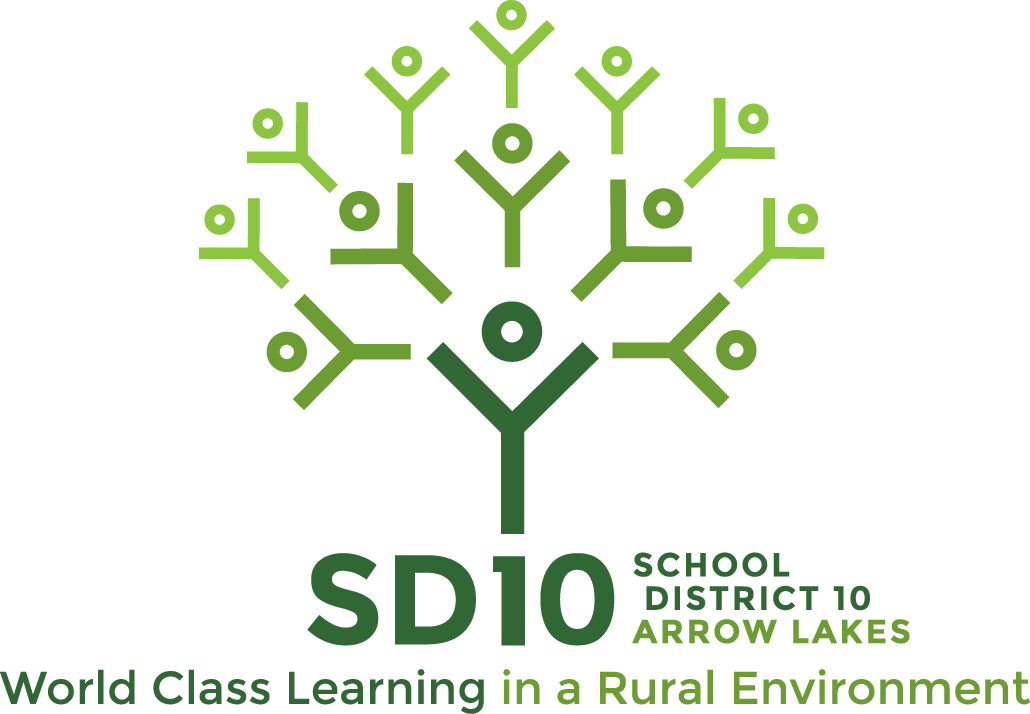 SD10
SCHOOL
DISTRICT 10
ARROW LAKES
World Class Learning in a Rural Environment